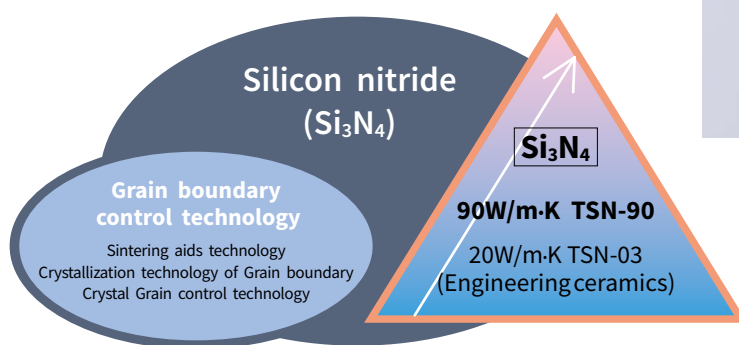 Silicon nitride
(Si₃N₄)
Grain boundary
control technology
Sintering aids technology
Crystallization technology of Grain boundary
Crystal Grain control technology
Si₃N₄
90W/m·K TSN-90
20W/m·K TSN-03
(Engineering ceramics)